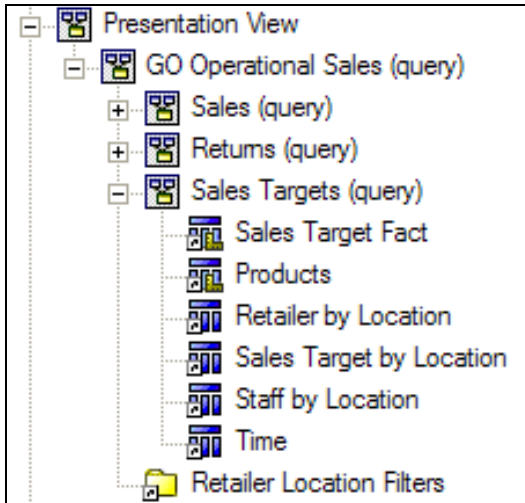 Presentation View
GO Operational Sales (query)
Sales (query)
Returns (query)
Sales Targets (query)
Sales Target Fact
Products
Retailer by Location
Sales Target by Location
Staff by Location
Time
Retailer Location Filters